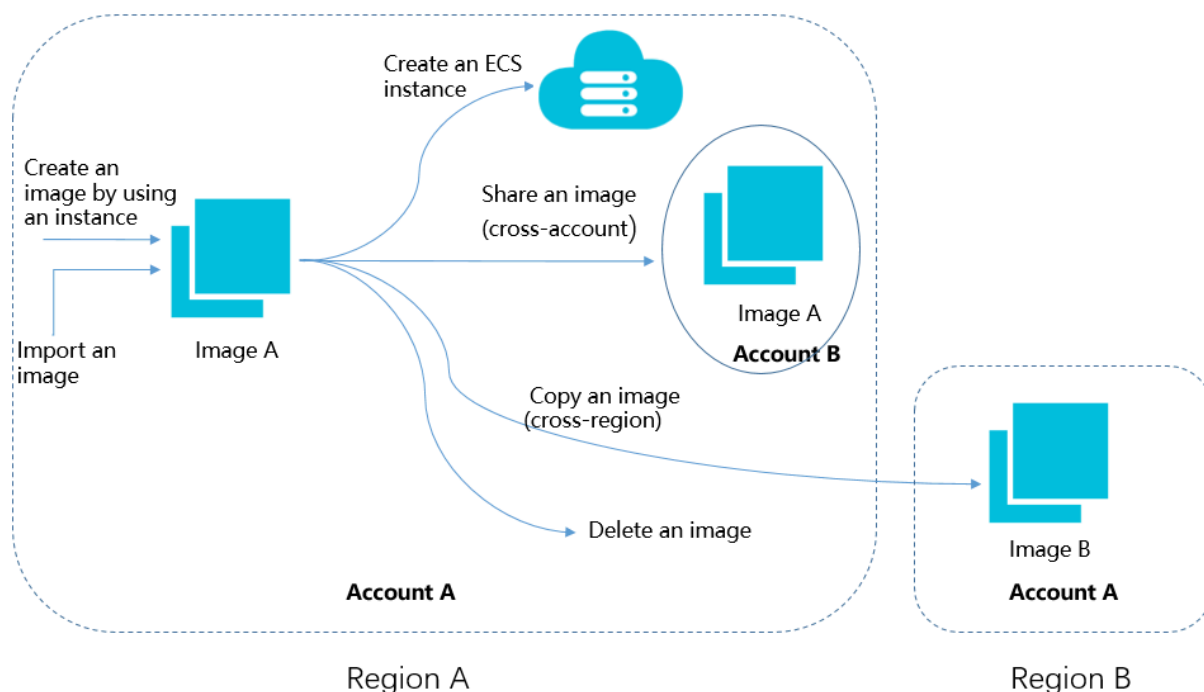 Create an ECS
instance
Create an
image by using
an instance
Share an image
(cross-account)
Image A
Account B
Import an
image
Image A
Copy an image
(cross-region)
Delete an image
Image B
Account A
Account A
Region A
Region B